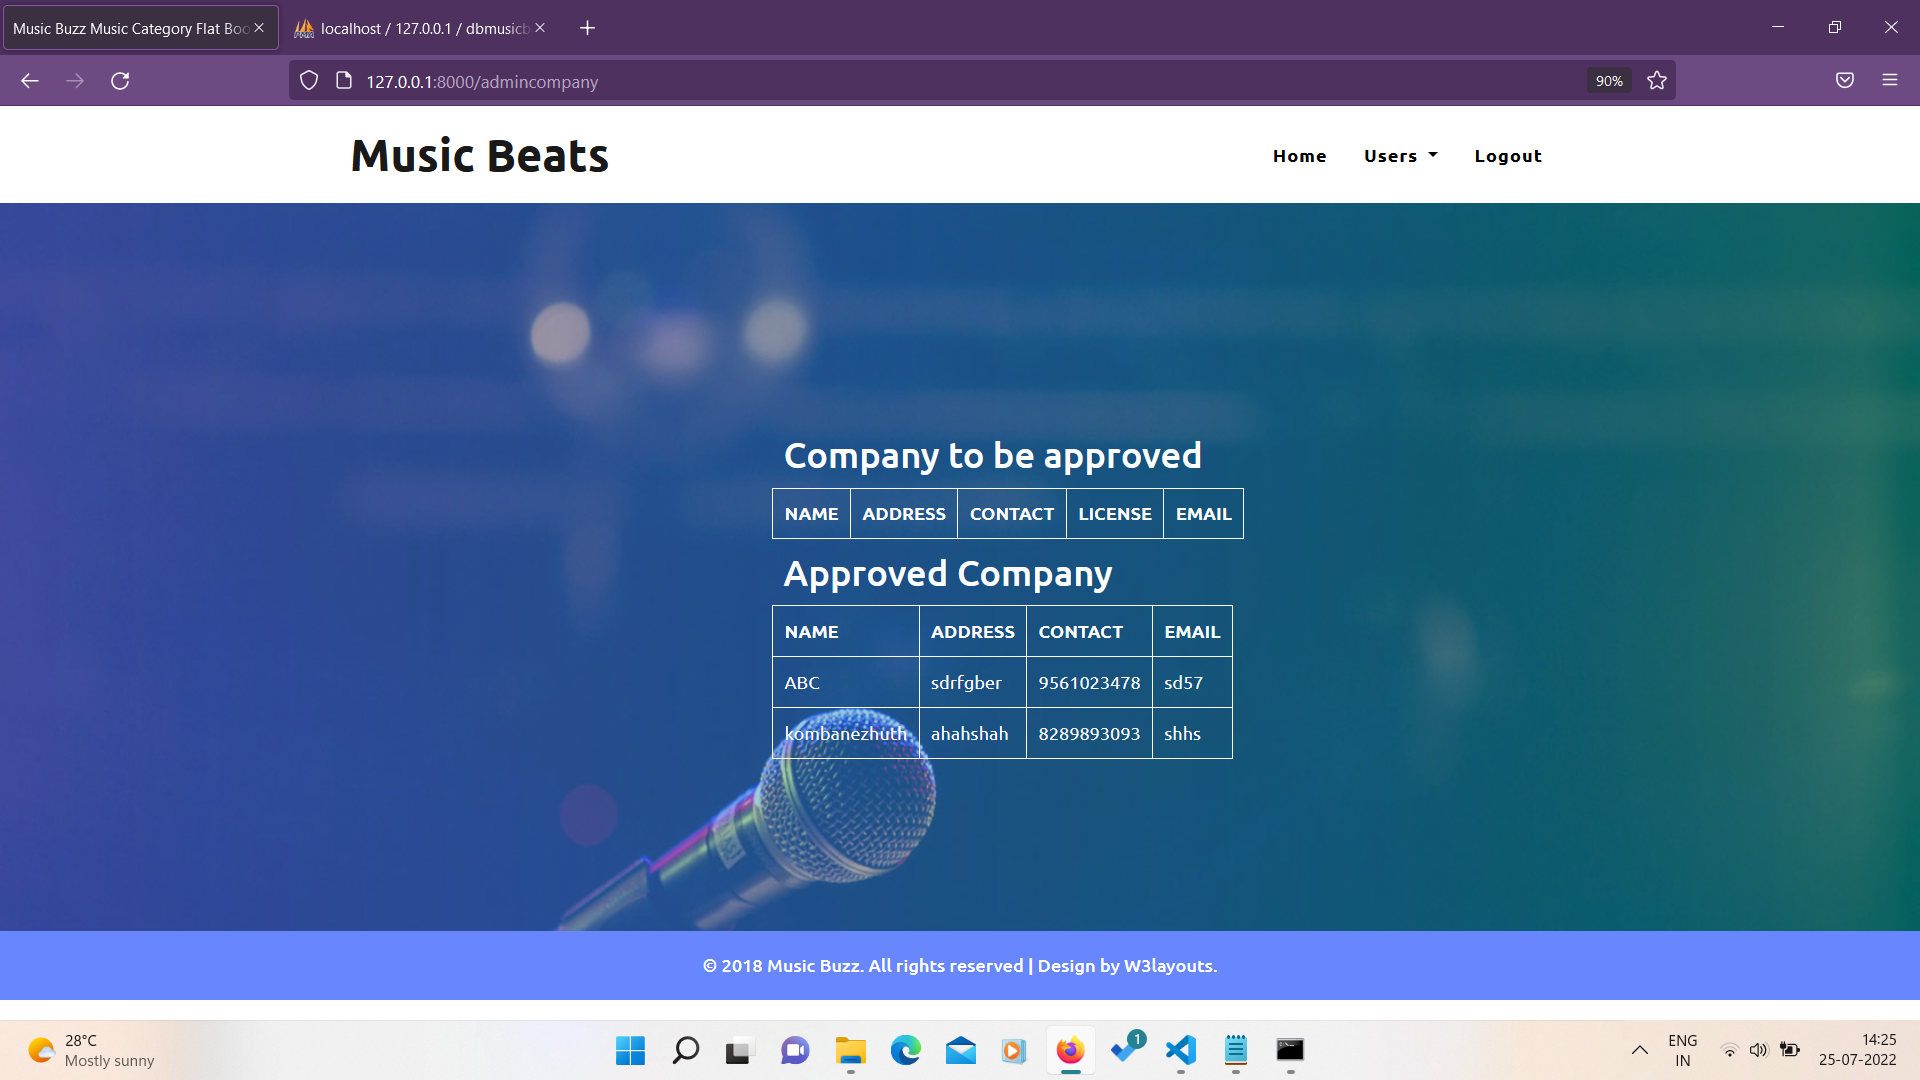 Music Buzz Music Category Flat Boo
localhost / 127.0.0.1 / dbmusicb
127.0.0.1:8000/admincompany
90%
Music Beats
Home Users Logout
Company to be approved
NAME ADDRESS CONTACT LICENSE EMAIL
Approved Company
NAME ADDRESS CONTACT EMAIL
ABC sdrfgber 9561023478 sd57
kombanezhuth ahahshah 8289893093 shhs
© 2018 Music Buzz. All rights reserved | Design by W3layouts.
28°C
Mostly sunny
1
ENG
IN
14:25
25-07-2022